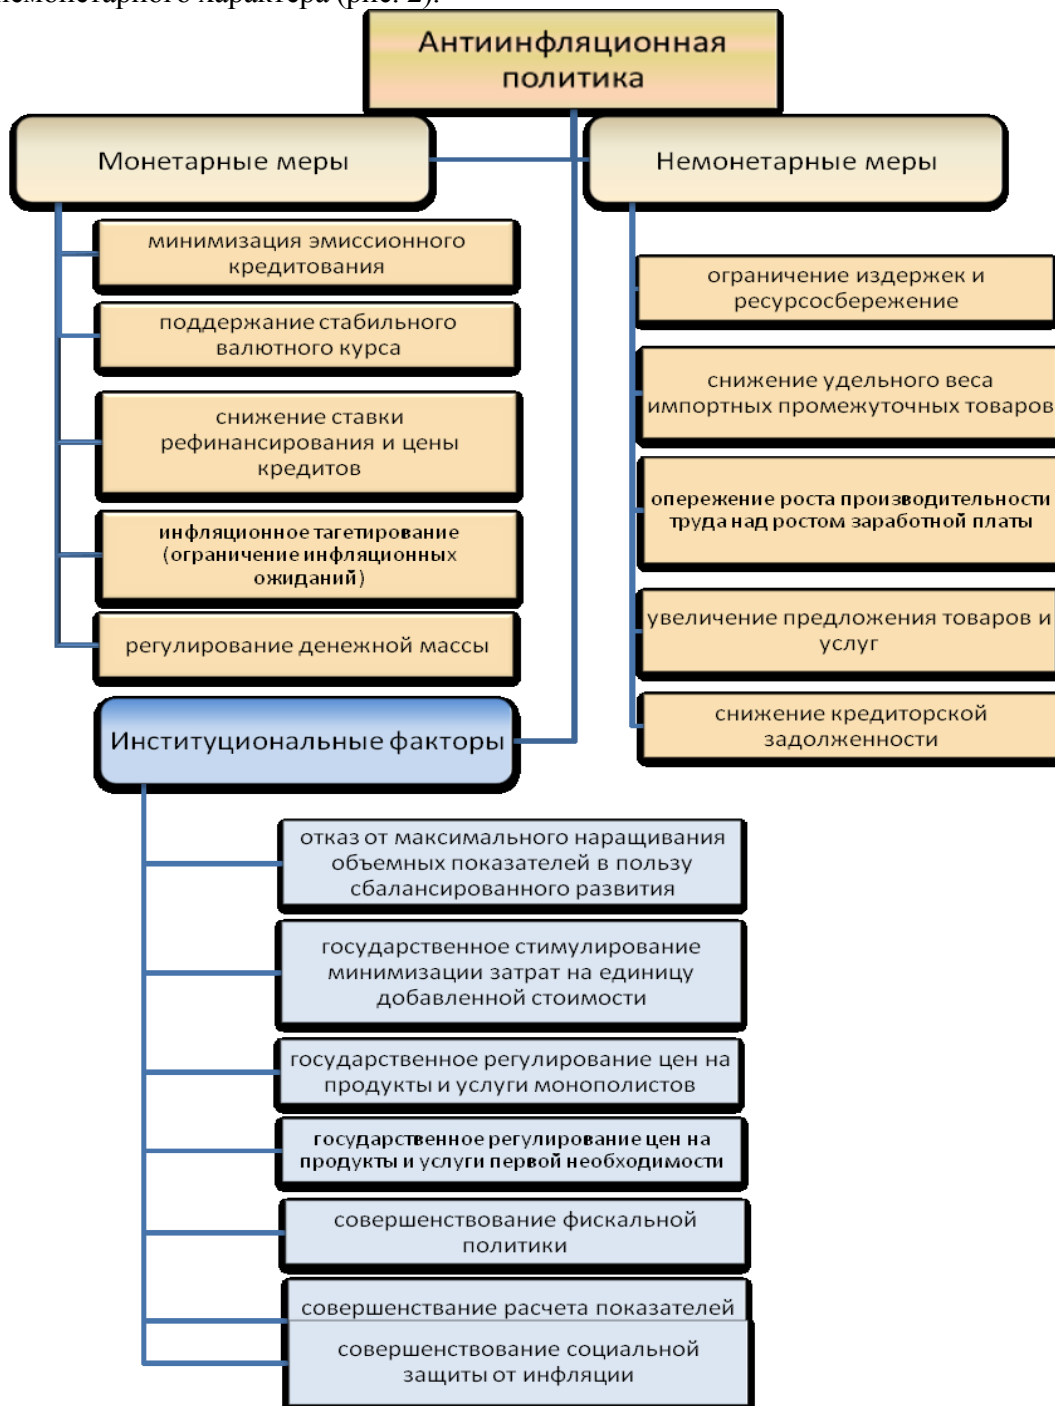 немонетарного характера (рис. 2).
Антиинфляционная
политика
Монетарные меры
Немонетарные меры
минимизация эмиссионного
кредитования
поддержание стабильного
валютного курса
снижение ставки
рефинансирования и цены
кредитов
инфляционное тагетирование
(ограничение инфляционных
ожиданий)
регулирование денежной массы
ограничение издержек и
ресурсосбережение
снижение удельного веса
импортных промежуточных товаров
опережение роста производительности
труда над ростом заработной платы
увеличение предложения товаров и
услуг
снижение кредиторской
задолженности
Институциональные факторы
отказ от максимального наращивания
объемных показателей в пользу
сбалансированного развития
государственное стимулирование
минимизации затрат на единицу
добавленной стоимости
государственное регулирование цен на
продукты и услуги монополистов
государственное регулирование цен на
продукты и услуги первой необходимости
совершенствование фискальной
политики
совершенствание расчета показателей
совершенствование социальной
защиты от инфляции